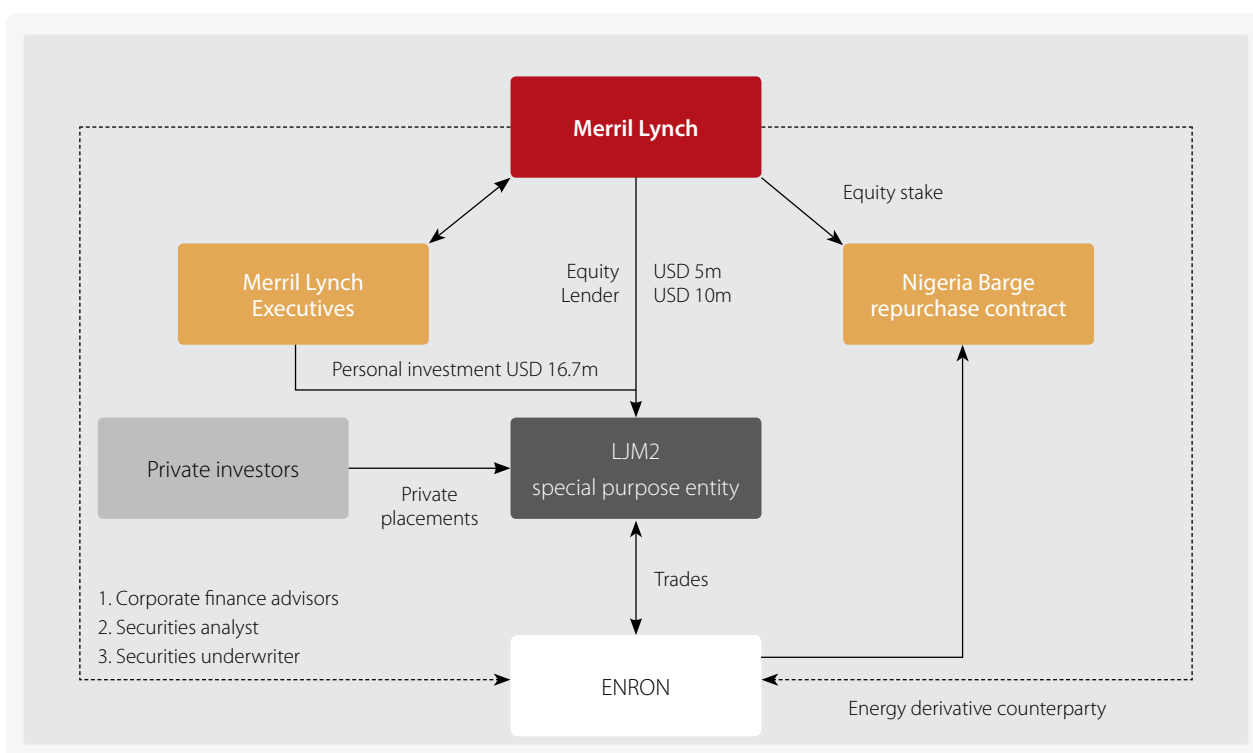 Merril Lynch
Equity stake
Merril Lynch
Executives
Equity
Lender
USD 5m
USD 10m
Nigeria Barge
repurchase contract
Personal investment USD 16.7m
Private investors
LJM2
special purpose entity
Private
placements
Trades
1. Corporate finance advisors
2. Securities analyst
3. Securities underwriter
ENRON
Energy derivative counterparty